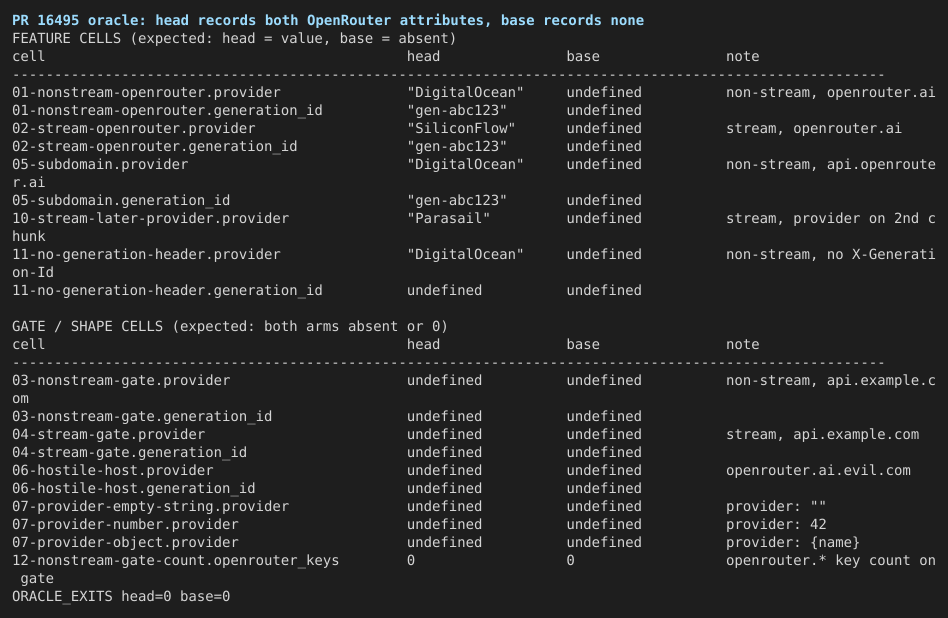 PR 16495 oracle: head records both OpenRouter attributes, base records none
FEATURE CELLS (expected: head = value, base = absent)
cell head base note
--------------------------------------------------------------------------------------------------------
01-nonstream-openrouter.provider "DigitalOcean" undefined non-stream, openrouter.ai
01-nonstream-openrouter.generation_id "gen-abc123" undefined
02-stream-openrouter.provider "SiliconFlow" undefined stream, openrouter.ai
02-stream-openrouter.generation_id "gen-abc123" undefined
05-subdomain.provider "DigitalOcean" undefined non-stream, api.openroute
r.ai
05-subdomain.generation_id "gen-abc123" undefined
10-stream-later-provider.provider "Parasail" undefined stream, provider on 2nd c
hunk
11-no-generation-header.provider "DigitalOcean" undefined non-stream, no X-Generati
on-Id
11-no-generation-header.generation_id undefined undefined
GATE / SHAPE CELLS (expected: both arms absent or 0)
cell head base note
--------------------------------------------------------------------------------------------------------
03-nonstream-gate.provider undefined undefined non-stream, api.example.c
om
03-nonstream-gate.generation_id undefined undefined
04-stream-gate.provider undefined undefined stream, api.example.com
04-stream-gate.generation_id undefined undefined
06-hostile-host.provider undefined undefined openrouter.ai.evil.com
06-hostile-host.generation_id undefined undefined
07-provider-empty-string.provider undefined undefined provider: ""
07-provider-number.provider undefined undefined provider: 42
07-provider-object.provider undefined undefined provider: {name}
12-nonstream-gate-count.openrouter_keys 0 0 openrouter.* key count on
gate
ORACLE_EXITS head=0 base=0